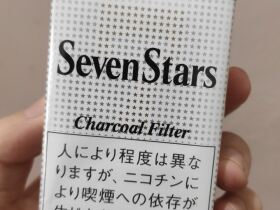 SevenStars
Charcoal Filter
人により程度は異な
りますが、ニコチンに
より喫煙への依存が